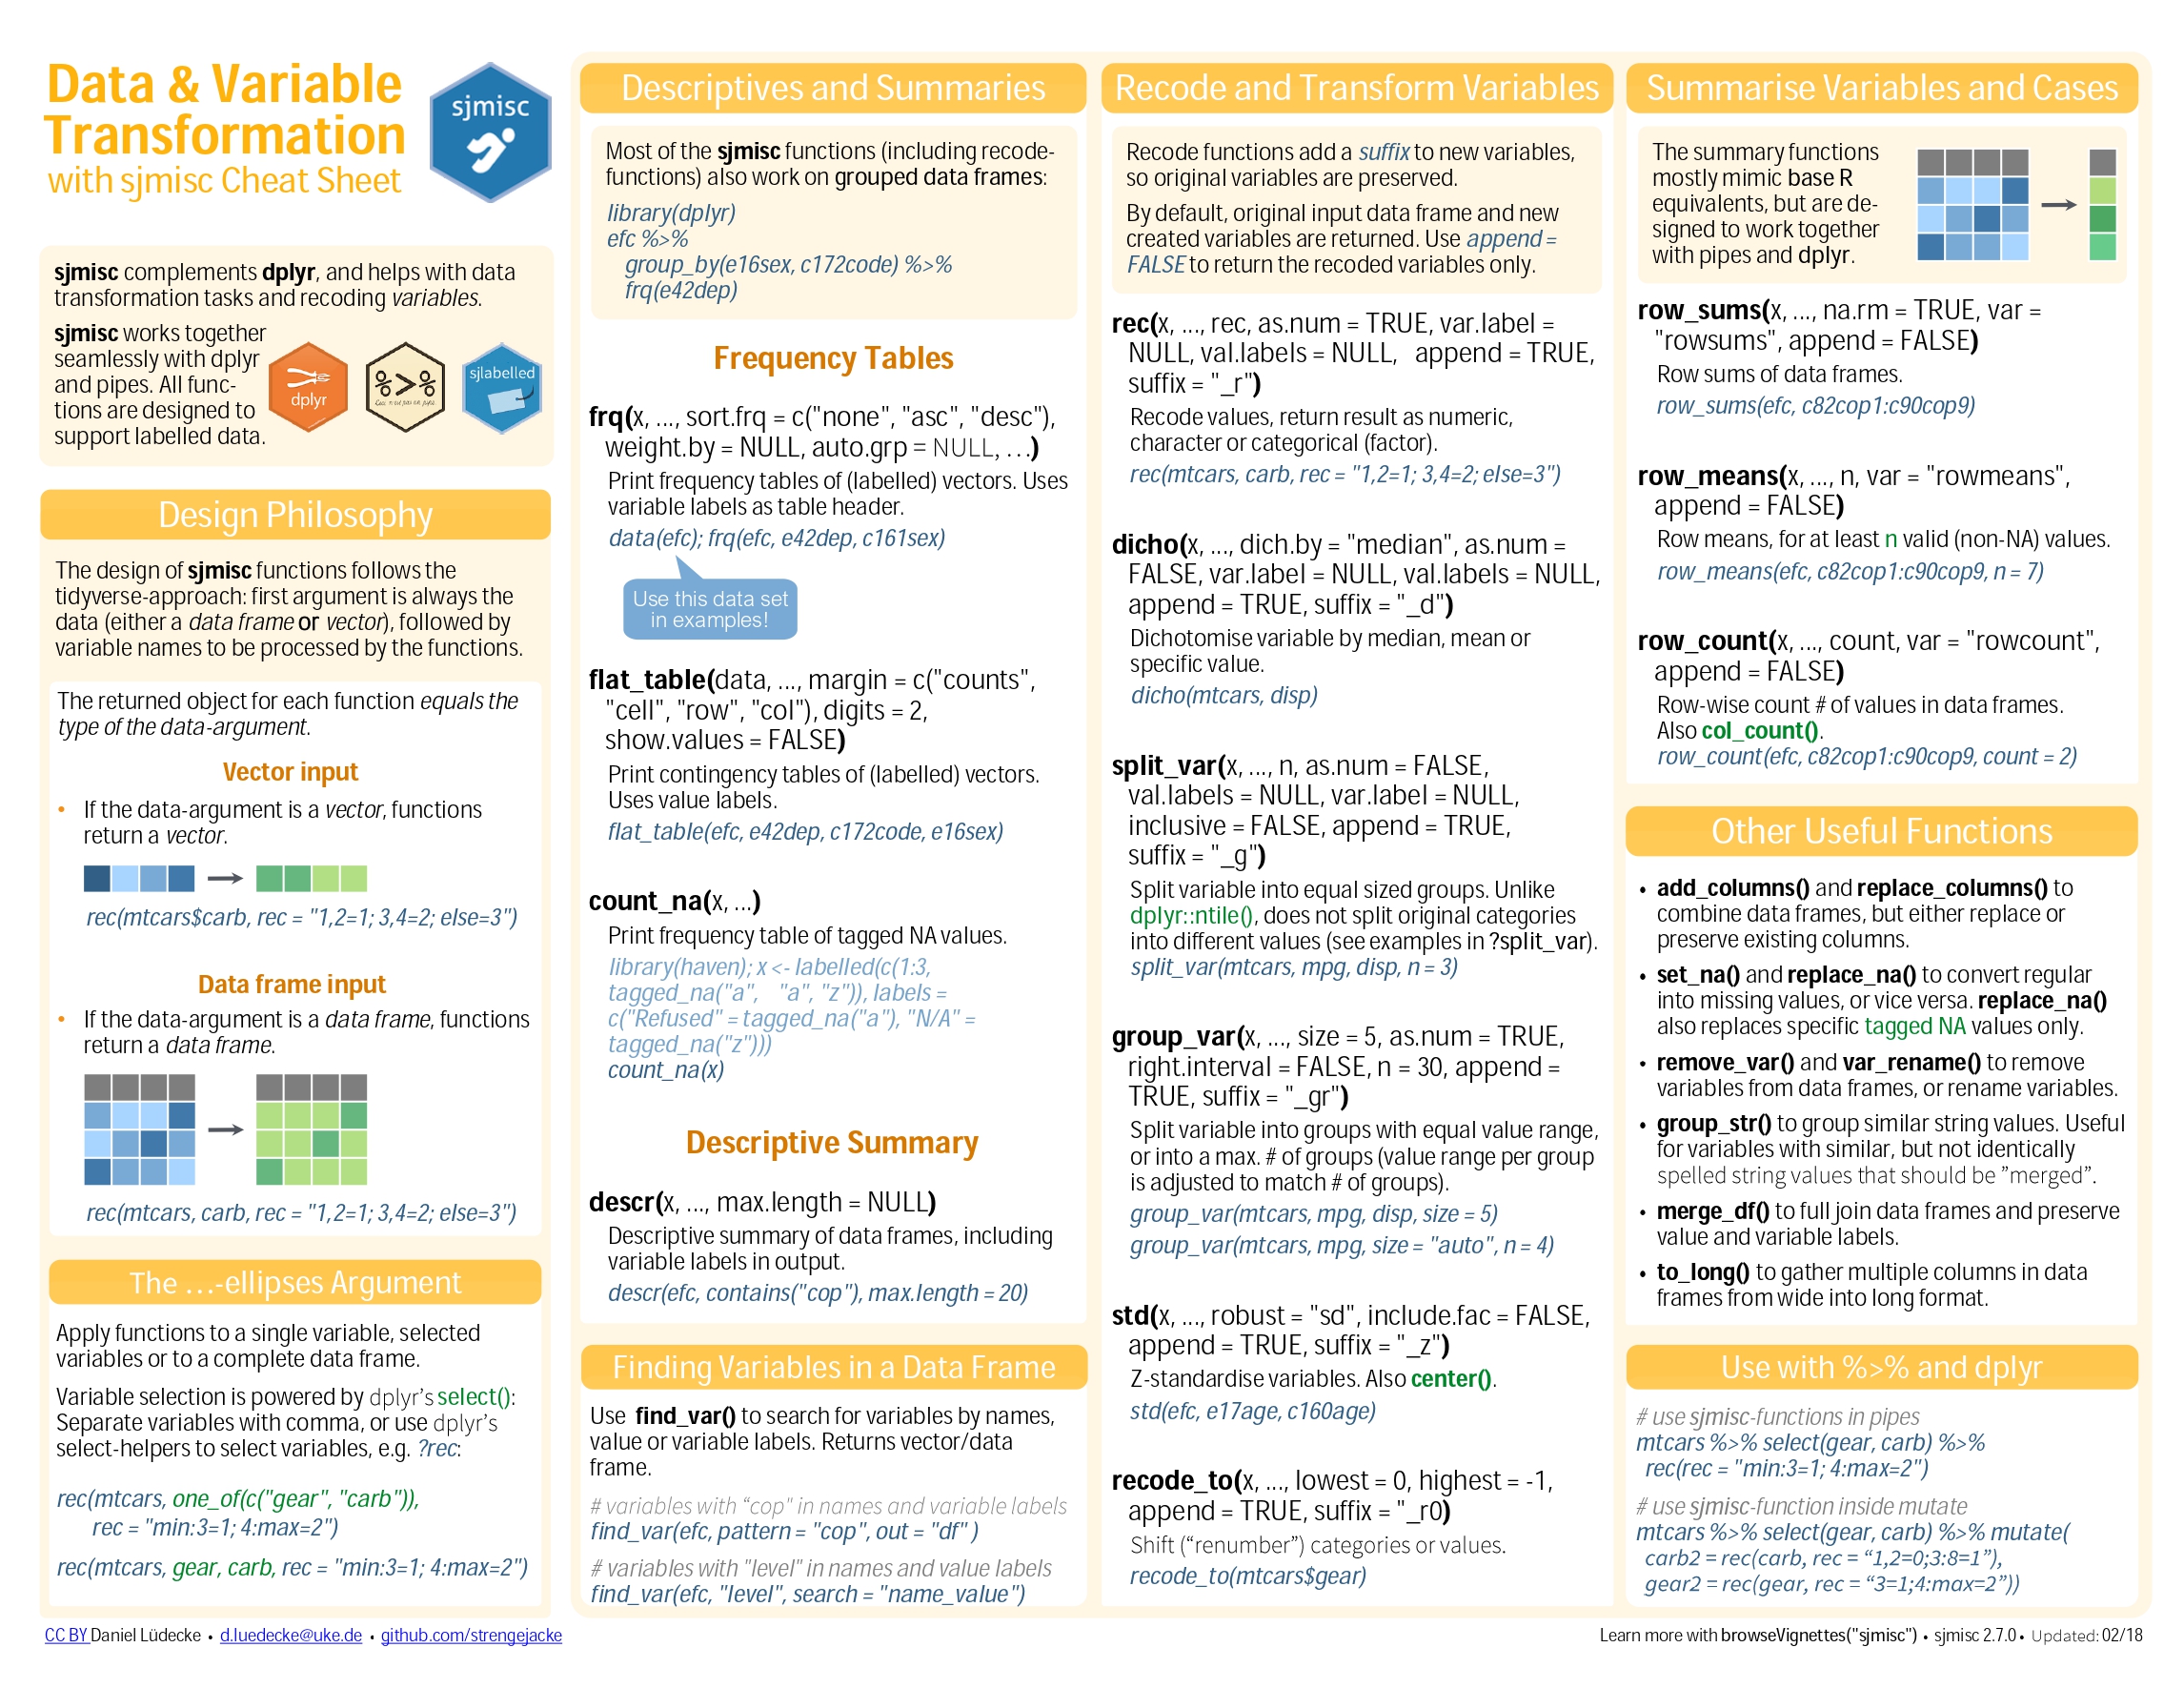 Data & Variable
Transformation
with sjmisc Cheat Sheet
sjmisc
sjmisc complements dplyr, and helps with data
transformation tasks and recoding variables.
sjmisc works together
seamlessly with dplyr
and pipes. All func-
tions are designed to
support labelled data.
dplyr
%>%
sjlabelled
Design Philosophy
The design of sjmisc functions follows the
tidyverse-approach: first argument is always the
data (either a data frame or vector), followed by
variable names to be processed by the functions.
The returned object for each function equals the
type of the data-argument.
Vector input
• If the data-argument is a vector, functions
return a vector.
rec(mtcars$carb, rec = "1,2=1; 3,4=2; else=3")
Data frame input
• If the data-argument is a data frame, functions
return a data frame.
rec(mtcars, carb, rec = "1,2=1; 3,4=2; else=3")
The …-ellipses Argument
Apply functions to a single variable, selected
variables or to a complete data frame.
Variable selection is powered by dplyr's select():
Separate variables with comma, or use dplyr's
select-helpers to select variables, e.g. ?rec:
rec(mtcars, one_of(c("gear", "carb")),
rec = "min:3=1; 4:max=2")
rec(mtcars, gear, carb, rec = "min:3=1; 4:max=2")
Descriptives and Summaries
Most of the sjmisc functions (including recode-
functions) also work on grouped data frames:
library(dplyr)
efc %>%
group_by(e16sex, c172code) %>%
frq(e42dep)
Frequency Tables
frq(x, ..., sort.frq = c("none", "asc", "desc"),
weight.by = NULL, auto.grp = NULL, …)
Print frequency tables of (labelled) vectors. Uses
variable labels as table header.
data(efc); frq(efc, e42dep, c161sex)
Use this data set
in examples!
flat_table(data, ..., margin = c("counts",
"cell", "row", "col"), digits = 2,
show.values = FALSE)
Print contingency tables of (labelled) vectors.
Uses value labels.
flat_table(efc, e42dep, c172code, e16sex)
count_na(x, ...)
Print frequency table of tagged NA values.
library(haven); x <- labelled(c(1:3,
tagged_na("a", "a", "z")), labels =
c("Refused" = tagged_na("a"), "N/A" =
tagged_na("z")))
count_na(x)
Descriptive Summary
descr(x, ..., max.length = NULL)
Descriptive summary of data frames, including
variable labels in output.
descr(efc, contains("cop"), max.length = 20)
Finding Variables in a Data Frame
Use find_var() to search for variables by names,
value or variable labels. Returns vector/data
frame.
# variables with “cop" in names and variable labels
find_var(efc, pattern = "cop", out = "df" )
# variables with "level" in names and value labels
find_var(efc, "level", search = "name_value")
Recode and Transform Variables
Recode functions add a suffix to new variables,
so original variables are preserved.
By default, original input data frame and new
created variables are returned. Use append =
FALSE to return the recoded variables only.
rec(x, ..., rec, as.num = TRUE, var.label =
NULL, val.labels = NULL, append = TRUE,
suffix = "_r")
Recode values, return result as numeric,
character or categorical (factor).
rec(mtcars, carb, rec = "1,2=1; 3,4=2; else=3")
dicho(x, ..., dich.by = "median", as.num =
FALSE, var.label = NULL, val.labels = NULL,
append = TRUE, suffix = "_d")
Dichotomise variable by median, mean or
specific value.
dicho(mtcars, disp)
split_var(x, ..., n, as.num = FALSE,
val.labels = NULL, var.label = NULL,
inclusive = FALSE, append = TRUE,
suffix = "_g")
Split variable into equal sized groups. Unlike
dplyr::ntile(), does not split original categories
into different values (see examples in ?split_var).
split_var(mtcars, mpg, disp, n = 3)
group_var(x, ..., size = 5, as.num = TRUE,
right.interval = FALSE, n = 30, append =
TRUE, suffix = "_gr")
Split variable into groups with equal value range,
or into a max. # of groups (value range per group
is adjusted to match # of groups).
group_var(mtcars, mpg, disp, size = 5)
group_var(mtcars, mpg, size = "auto", n = 4)
std(x, ..., robust = "sd", include.fac = FALSE,
append = TRUE, suffix = "_z")
Z-standardise variables. Also center().
std(efc, e17age, c160age)
recode_to(x, ..., lowest = 0, highest = -1,
append = TRUE, suffix = "_r0)
Shift (“renumber”) categories or values.
recode_to(mtcars$gear)
Summarise Variables and Cases
The summary functions
mostly mimic base R
equivalents, but are de-
signed to work together
with pipes and dplyr.
row_sums(x, ..., na.rm = TRUE, var =
"rowsums", append = FALSE)
Row sums of data frames.
row_sums(efc, c82cop1:c90cop9)
row_means(x, ..., n, var = "rowmeans",
append = FALSE)
Row means, for at least n valid (non-NA) values.
row_means(efc, c82cop1:c90cop9, n = 7)
row_count(x, ..., count, var = "rowcount",
append = FALSE)
Row-wise count # of values in data frames.
Also col_count().
row_count(efc, c82cop1:c90cop9, count = 2)
Other Useful Functions
• add_columns() and replace_columns() to
combine data frames, but either replace or
preserve existing columns.
• set_na() and replace_na() to convert regular
into missing values, or vice versa. replace_na()
also replaces specific tagged NA values only.
• remove_var() and var_rename() to remove
variables from data frames, or rename variables.
• group_str() to group similar string values. Useful
for variables with similar, but not identically
spelled string values that should be ”merged”.
• merge_df() to full join data frames and preserve
value and variable labels.
• to_long() to gather multiple columns in data
frames from wide into long format.
Use with %>% and dplyr
# use sjmisc-functions in pipes
mtcars %>% select(gear, carb) %>%
rec(rec = "min:3=1; 4:max=2")
# use sjmisc-function inside mutate
mtcars %>% select(gear, carb) %>% mutate(
carb2 = rec(carb, rec = “1,2=0;3:8=1”),
gear2 = rec(gear, rec = “3=1;4:max=2”))
CC BY Daniel Lüdecke • d.luedecke@uke.de • github.com/strengejacke
Learn more with browseVignettes("sjmisc") • sjmisc 2.7.0 • Updated: 02/18